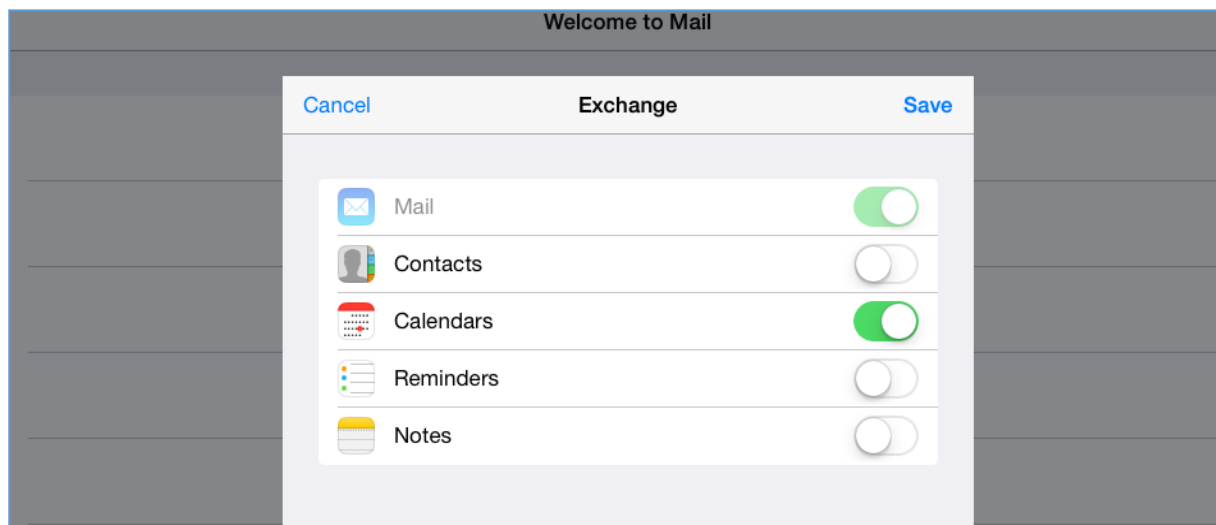 Welcome to Mail
Cancel Exchange Save
Mail
Contacts
Calendars
Reminders
Notes